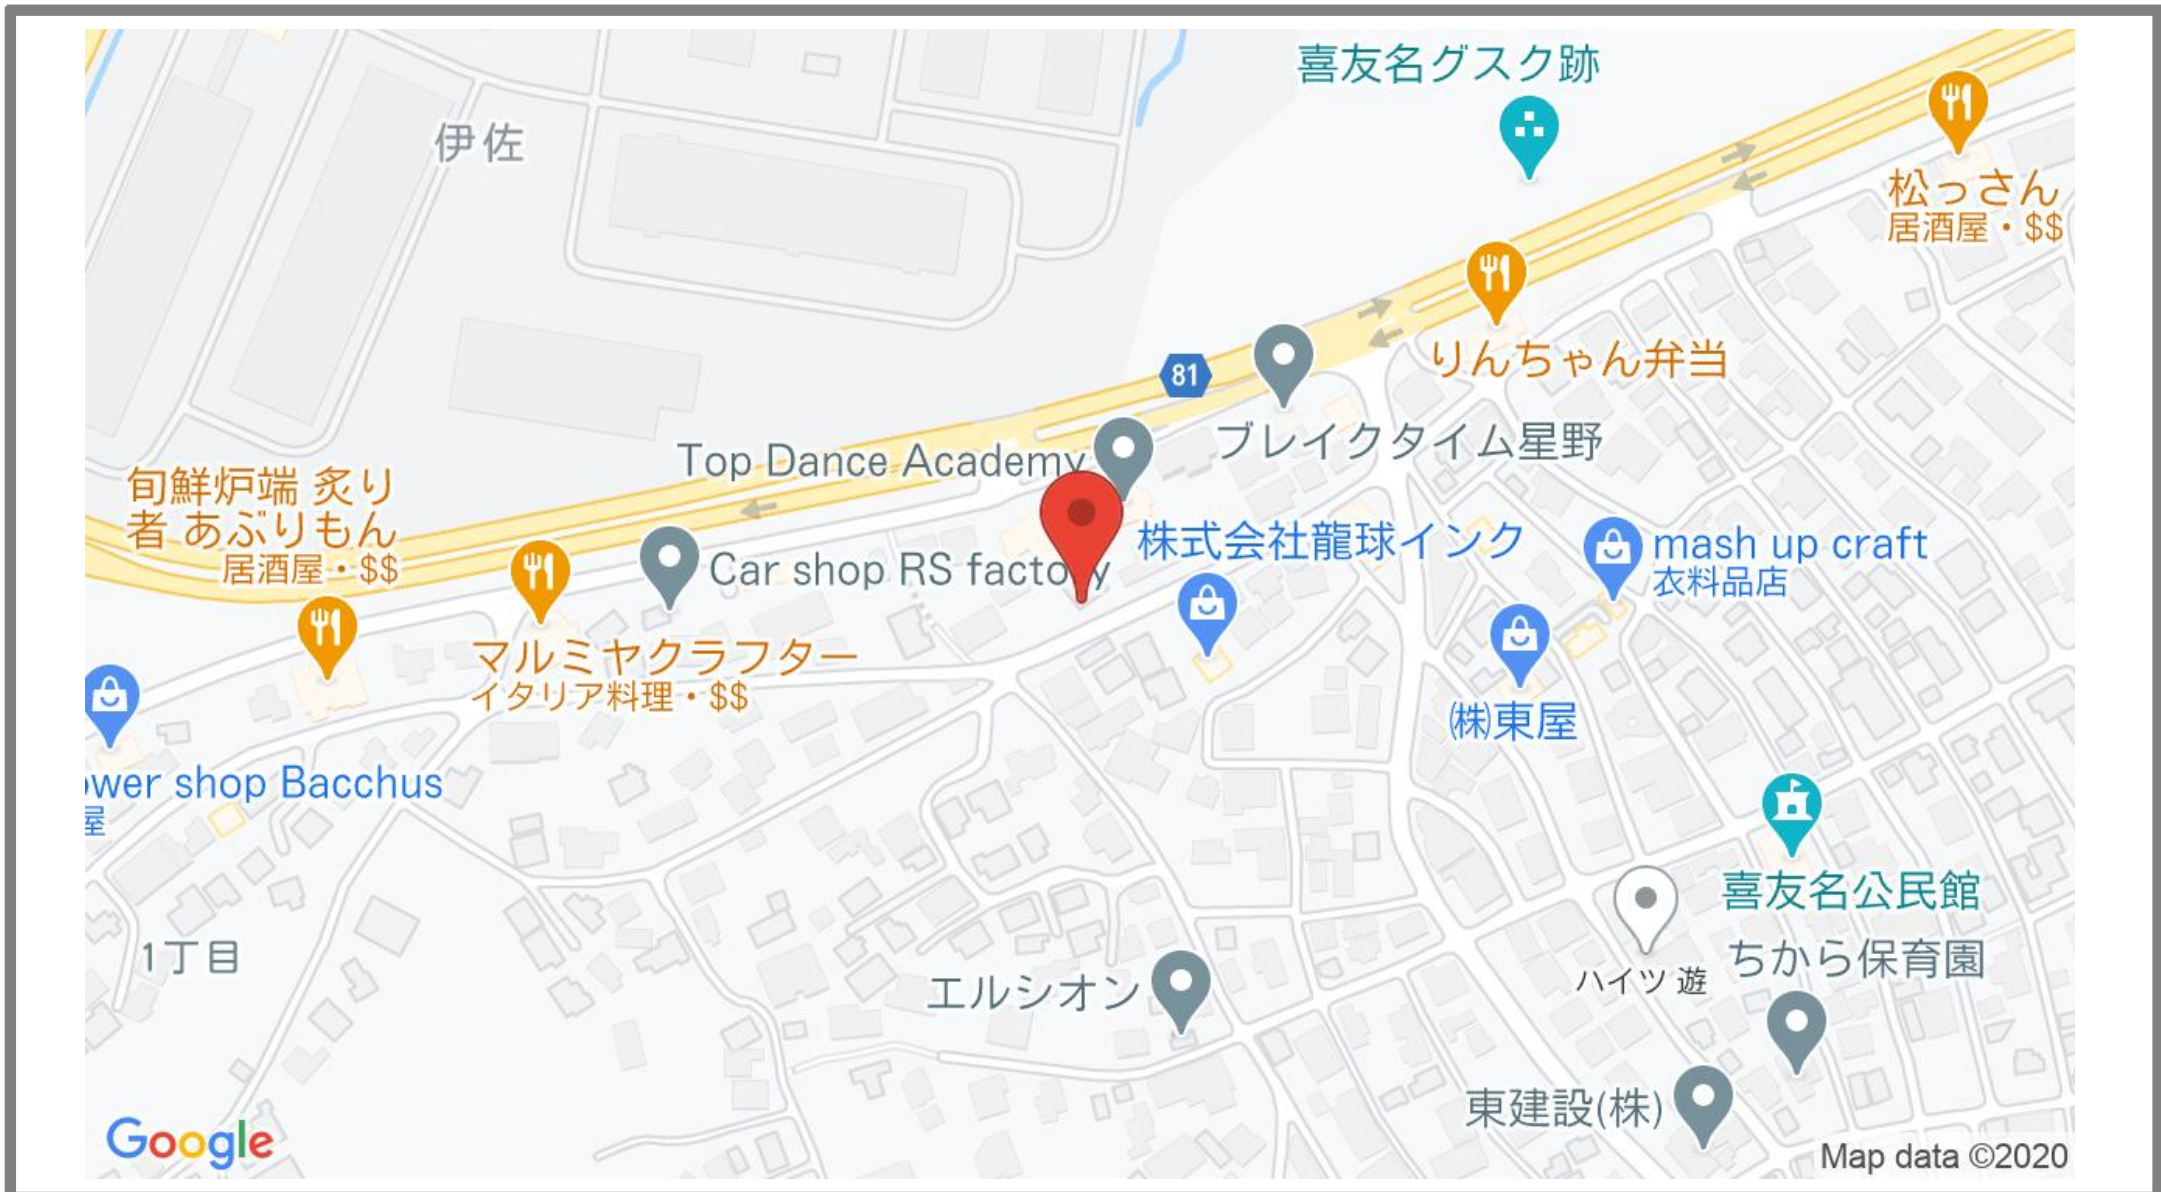 喜友名グスク跡
伊佐
松っさん
居酒屋・$$
りんちゃん弁当
81
ブレイクタイム星野
Top Dance Academy
旬鮮炉端 炙り
者 あぶりもん
居酒屋・$$
株式会社龍球インク
mash up craft
衣料品店
Car shop RS factory
マルミヤクラフター
イタリア料理・$$
㈱東屋
ower shop Bacchus
屋
喜友名公民館
1丁目
ちから保育園
ハイツ 遊
エルシオン
東建設(株)
Google
Map data ©2020